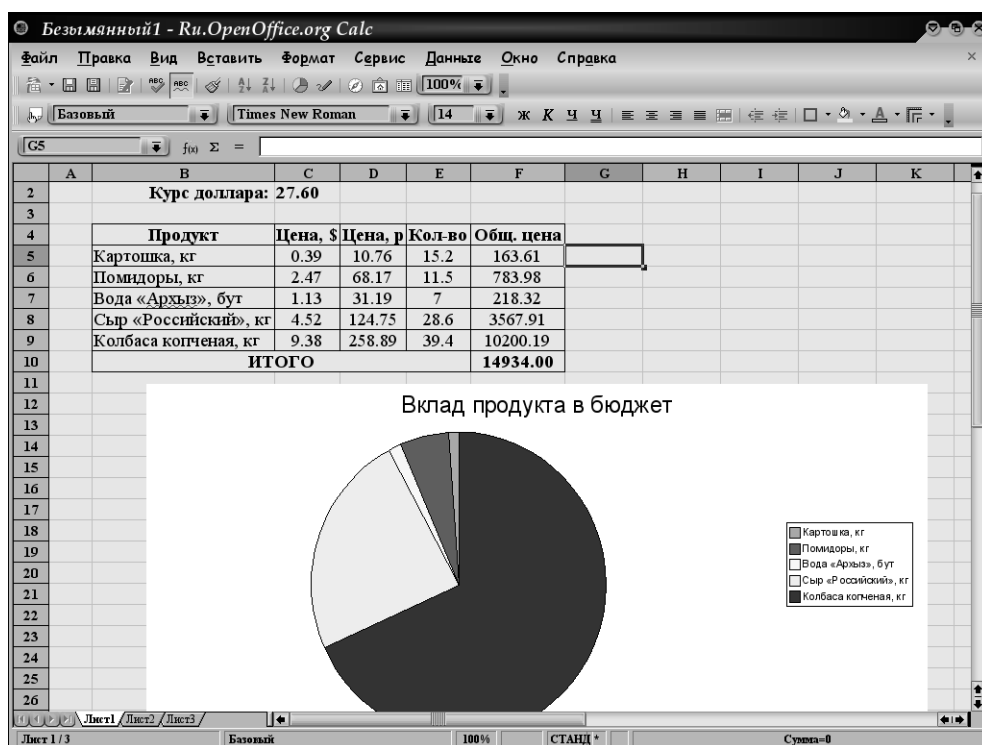 Безымянный1 - Ru.OpenOffice.org Calc
Файл Правка Вид Вставить Формат Сервис Данные Окно Справка
ABC ABC 100%
Базовый Times New Roman 14 Ж К Ч Ч
G5 f(x) Σ =
A B C D E F G H I J K
2 Курс доллара: 27.60
3
4 Продукт Цена, $ Цена, р Кол-во Общ. цена
5 Картошка, кг 0.39 10.76 15.2 163.61
6 Помидоры, кг 2.47 68.17 11.5 783.98
7 Вода «Архыз», бут 1.13 31.19 7 218.32
8 Сыр «Российский», кг 4.52 124.75 28.6 3567.91
9 Колбаса копченая, кг 9.38 258.89 39.4 10200.19
10 ИТОГО 14934.00
11
12 Вклад продукта в бюджет
13
14
15
16
17
18 Картошка, кг
19 Помидоры, кг
20 Вода «Архыз», бут
21 Сыр «Российский», кг
22 Колбаса копченая, кг
23
24
25
26
Лист1 Лист2 Лист3
Лист 1 / 3 Базовый 100% СТАНД * Сумма=0